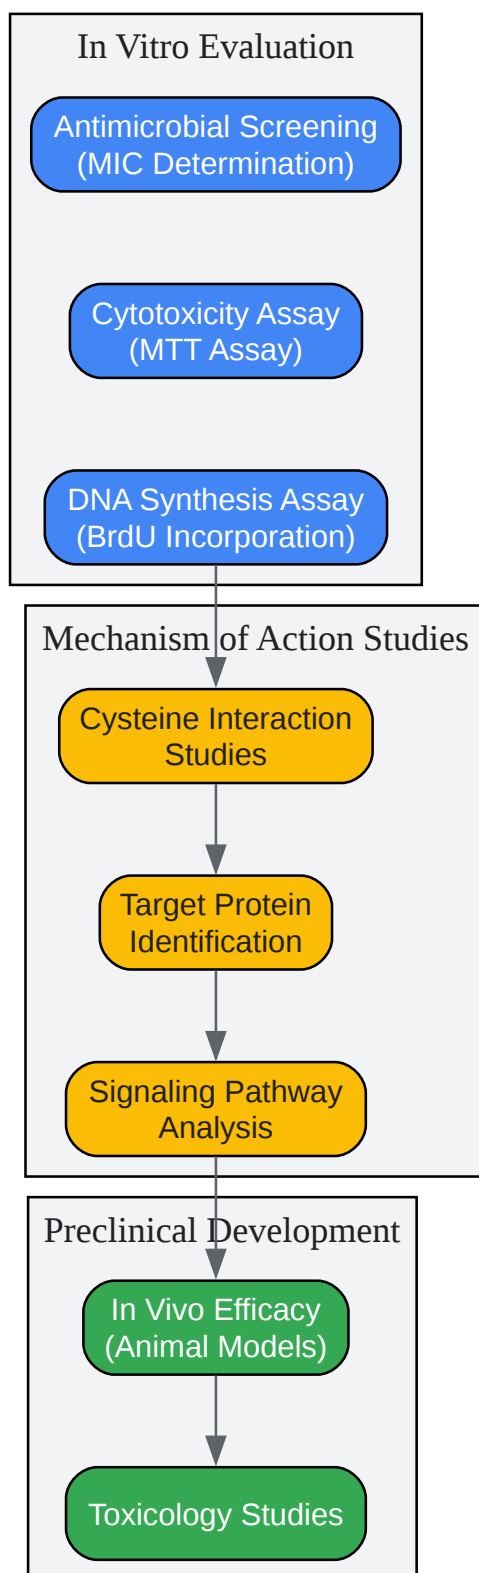 In Vitro Evaluation
Antimicrobial Screening
(MIC Determination)
Cytotoxicity Assay
(MTT Assay)
DNA Synthesis Assay
(BrdU Incorporation)
Mechanism of Action Studies
Cysteine Interaction
Studies
Target Protein
Identification
Signaling Pathway
Analysis
Preclinical Development
In Vivo Efficacy
(Animal Models)
Toxicology Studies